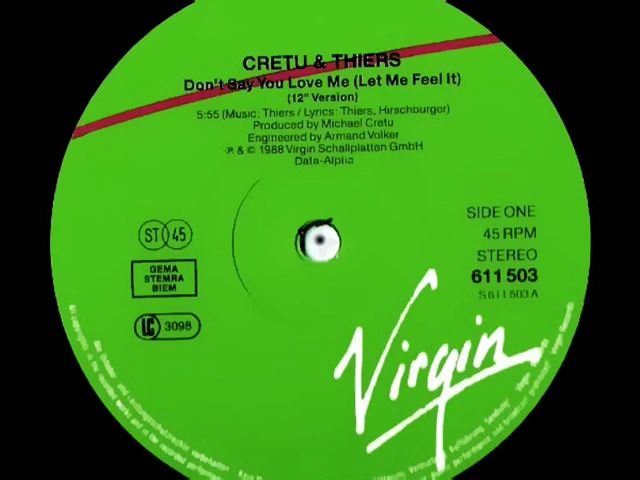 CRETU & THIERS
Don't Say You Love Me (Let Me Feel It)
(12" Version)
5:55 (Music: Thiers / Lyrics: Thiers, Hirschburger)
Produced by Michael Cretu
Engineered by Armand Volker
℗ & © 1988 Virgin Schallplatten GmbH
Data-Alpha
SIDE ONE
ST 45
45 RPM
STEREO
GEMA
STEMRA
BIEM
611 503
S 611 503 A
LC 3098
Virgin